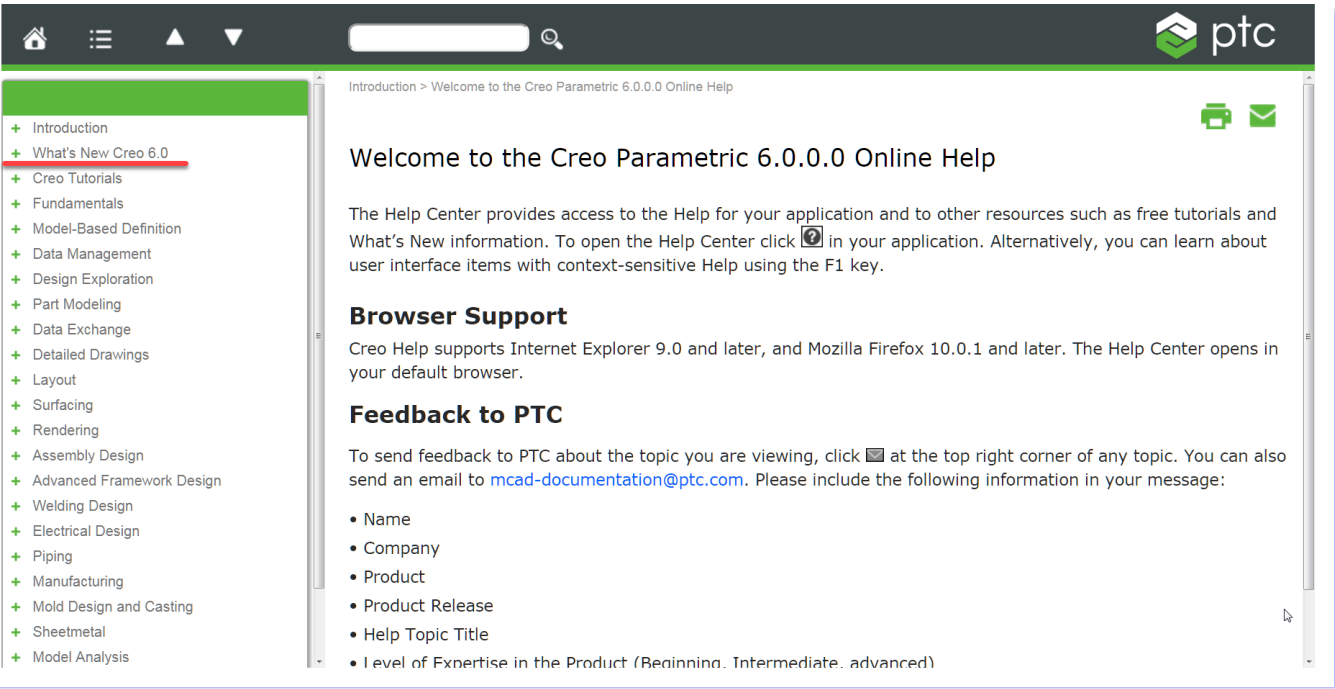 ptc
Introduction > Welcome to the Creo Parametric 6.0.0.0 Online Help
Introduction
What's New Creo 6.0
Creo Tutorials
Fundamentals
Model-Based Definition
Data Management
Design Exploration
Part Modeling
Data Exchange
Detailed Drawings
Layout
Surfacing
Rendering
Assembly Design
Advanced Framework Design
Welding Design
Electrical Design
Piping
Manufacturing
Mold Design and Casting
Sheetmetal
Model Analysis
Welcome to the Creo Parametric 6.0.0.0 Online Help
The Help Center provides access to the Help for your application and to other resources such as free tutorials and
What's New information. To open the Help Center click ? in your application. Alternatively, you can learn about
user interface items with context-sensitive Help using the F1 key.
Browser Support
Creo Help supports Internet Explorer 9.0 and later, and Mozilla Firefox 10.0.1 and later. The Help Center opens in
your default browser.
Feedback to PTC
To send feedback to PTC about the topic you are viewing, click at the top right corner of any topic. You can also
send an email to mcad-documentation@ptc.com. Please include the following information in your message:
• Name
• Company
• Product
• Product Release
• Help Topic Title
• Level of Expertise in the Product (Beginning, Intermediate, advanced)